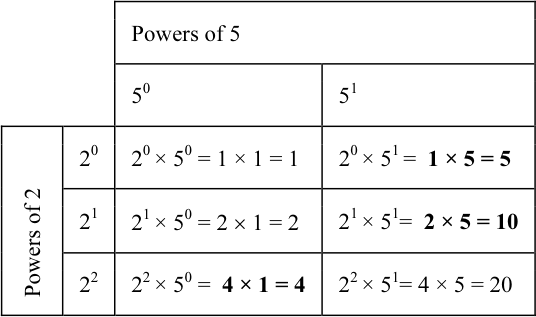 Powers of 5
5⁰ 5¹
Powers of 2
2⁰ 2⁰ × 5⁰ = 1 × 1 = 1 2⁰ × 5¹ = 1 × 5 = 5
2¹ 2¹ × 5⁰ = 2 × 1 = 2 2¹ × 5¹= 2 × 5 = 10
2² 2² × 5⁰ = 4 × 1 = 4 2² × 5¹= 4 × 5 = 20